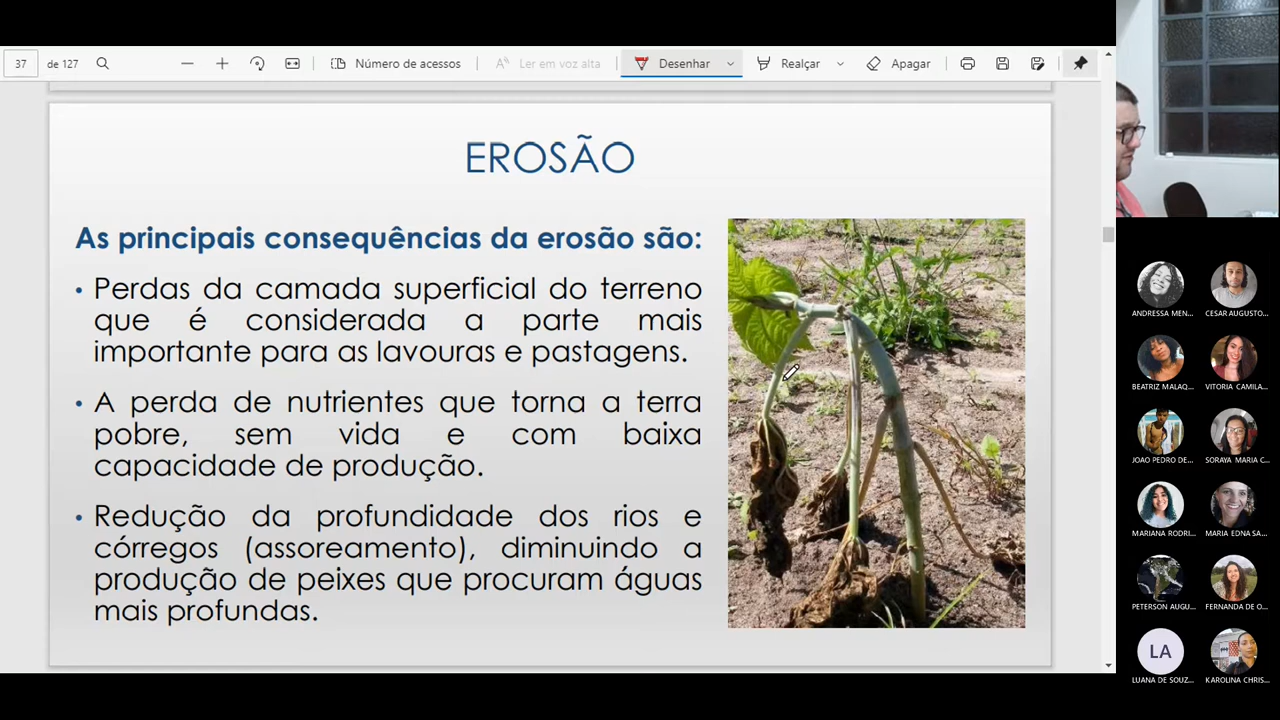 37 de 127 Número de acessos Ler em voz alta Desenhar Realçar Apagar
EROSÃO
As principais consequências da erosão são:
• Perdas da camada superficial do terreno
que é considerada a parte mais
importante para as lavouras e pastagens.
• A perda de nutrientes que torna a terra
pobre, sem vida e com baixa
capacidade de produção.
• Redução da profundidade dos rios e
córregos (assoreamento), diminuindo a
produção de peixes que procuram águas
mais profundas.
ANDRESSA MEN... CESAR AUGUSTO...
BEATRIZ MALAQ... VITORIA CAMILA...
JOAO PEDRO DE... SORAYA MARIA C...
MARIANA RODRI... MARIA EDNA SA...
PETERSON AUGU... FERNANDA DE O...
LA
LUANA DE SOUZ... KAROLINA CHRIS...